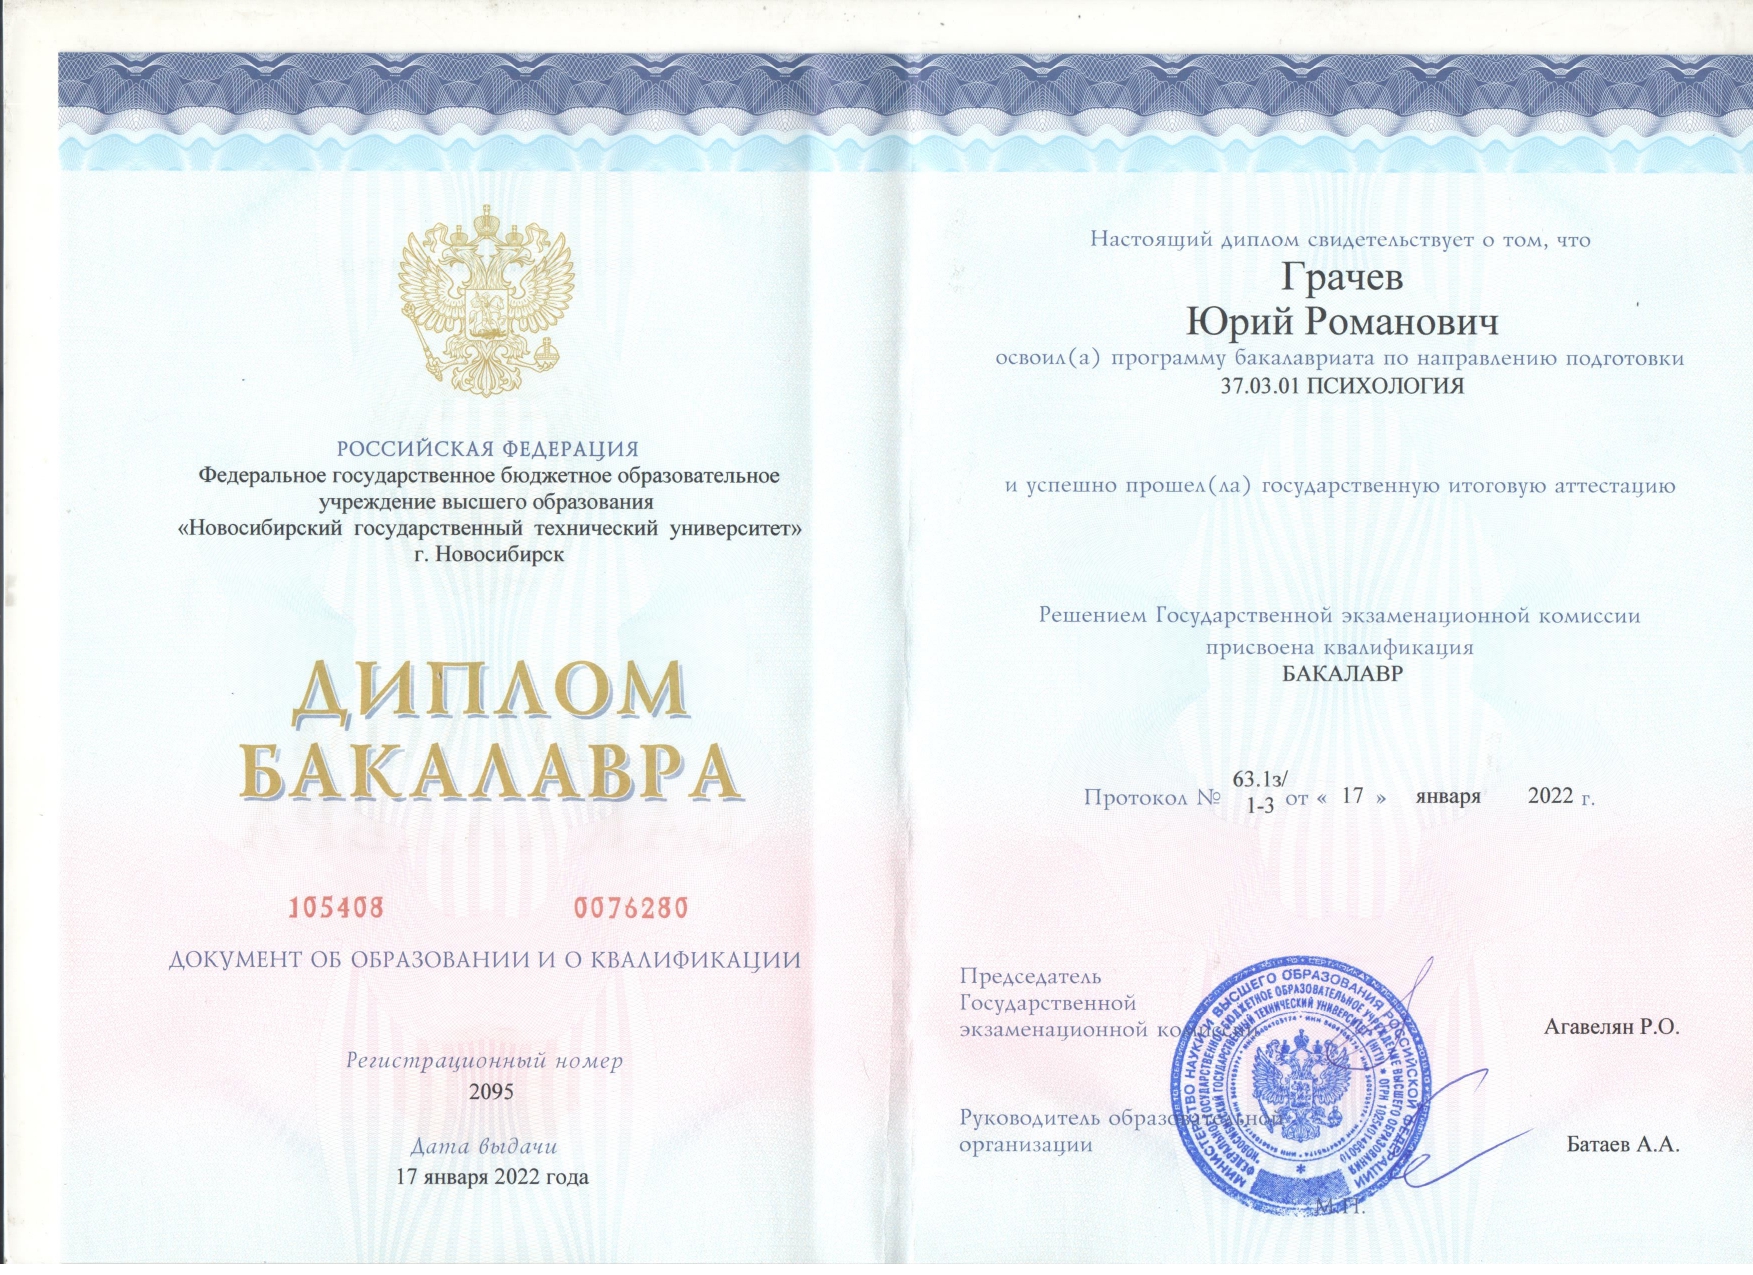 РОССИЙСКАЯ ФЕДЕРАЦИЯ
Федеральное государственное бюджетное образовательное
учреждение высшего образования
«Новосибирский государственный технический университет»
г. Новосибирск
ДИПЛОМ
БАКАЛАВРА
105408 0076280
ДОКУМЕНТ ОБ ОБРАЗОВАНИИ И О КВАЛИФИКАЦИИ
Регистрационный номер
2095
Дата выдачи
17 января 2022 года
Настоящий диплом свидетельствует о том, что
Грачев
Юрий Романович
освоил(а) программу бакалавриата по направлению подготовки
37.03.01 ПСИХОЛОГИЯ
и успешно прошел(ла) государственную итоговую аттестацию
Решением Государственной экзаменационной комиссии
присвоена квалификация
БАКАЛАВР
Протокол № 63.1з/
1-3 от « 17 » января 2022 г.
Председатель
Государственной
экзаменационной комиссии
Агавелян Р.О.
Руководитель образовательной
организации
Батаев А.А.
М.П.
МИНИСТЕРСТВО НАУКИ И ВЫСШЕГО ОБРАЗОВАНИЯ РОССИЙСКОЙ ФЕДЕРАЦИИ
ФЕДЕРАЛЬНОЕ ГОСУДАРСТВЕННОЕ БЮДЖЕТНОЕ ОБРАЗОВАТЕЛЬНОЕ УЧРЕЖДЕНИЕ ВЫСШЕГО ОБРАЗОВАНИЯ
«НОВОСИБИРСКИЙ ГОСУДАРСТВЕННЫЙ ТЕХНИЧЕСКИЙ УНИВЕРСИТЕТ» (НГТУ) * ОГРН 1025401485010